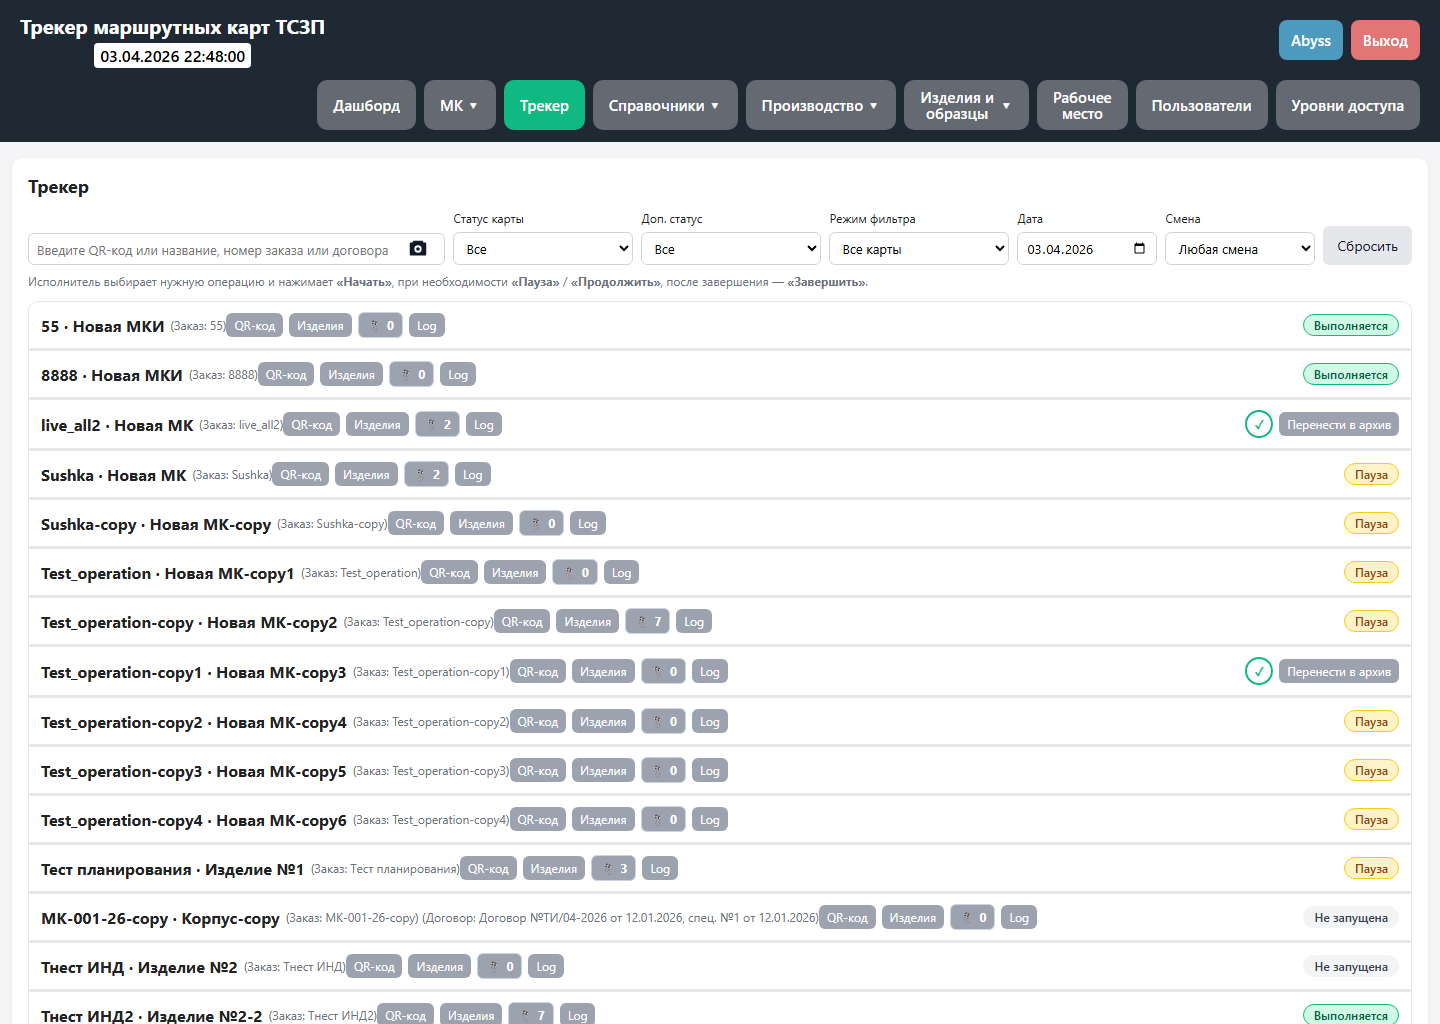 Трекер маршрутных карт ТСЗП
03.04.2026 22:48:00
Abyss
Выход
Дашборд
МК ▼
Трекер
Справочники ▼
Производство ▼
Изделия и образцы ▼
Рабочее место
Пользователи
Уровни доступа
Трекер
Статус карты
Доп. статус
Режим фильтра
Дата
Смена
Введите QR-код или название, номер заказа или договора
Все
Все
Все карты
03.04.2026
Любая смена
Сбросить
Исполнитель выбирает нужную операцию и нажимает «Начать», при необходимости «Пауза» / «Продолжить», после завершения — «Завершить».
55 · Новая МКИ (Заказ: 55) QR-код Изделия 0 Log Выполняется
8888 · Новая МКИ (Заказ: 8888) QR-код Изделия 0 Log Выполняется
live_all2 · Новая МК (Заказ: live_all2) QR-код Изделия 2 Log ✓ Перенести в архив
Sushka · Новая МК (Заказ: Sushka) QR-код Изделия 2 Log Пауза
Sushka-copy · Новая МК-copy (Заказ: Sushka-copy) QR-код Изделия 0 Log Пауза
Test_operation · Новая МК-copy1 (Заказ: Test_operation) QR-код Изделия 0 Log Пауза
Test_operation-copy · Новая МК-copy2 (Заказ: Test_operation-copy) QR-код Изделия 7 Log Пауза
Test_operation-copy1 · Новая МК-copy3 (Заказ: Test_operation-copy1) QR-код Изделия 0 Log ✓ Перенести в архив
Test_operation-copy2 · Новая МК-copy4 (Заказ: Test_operation-copy2) QR-код Изделия 0 Log Пауза
Test_operation-copy3 · Новая МК-copy5 (Заказ: Test_operation-copy3) QR-код Изделия 0 Log Пауза
Test_operation-copy4 · Новая МК-copy6 (Заказ: Test_operation-copy4) QR-код Изделия 0 Log Пауза
Тест планирования · Изделие №1 (Заказ: Тест планирования) QR-код Изделия 3 Log Пауза
МК-001-26-copy · Корпус-copy (Заказ: МК-001-26-copy) (Договор: Договор №ТИ/04-2026 от 12.01.2026, спец. №1 от 12.01.2026) QR-код Изделия 0 Log Не запущена
Тнест ИНД · Изделие №2 (Заказ: Тнест ИНД) QR-код Изделия 0 Log Не запущена
Тнест ИНД2 · Изделие №2-2 (Заказ: Тнест ИНД2) QR-код Изделия 7 Log Выполняется